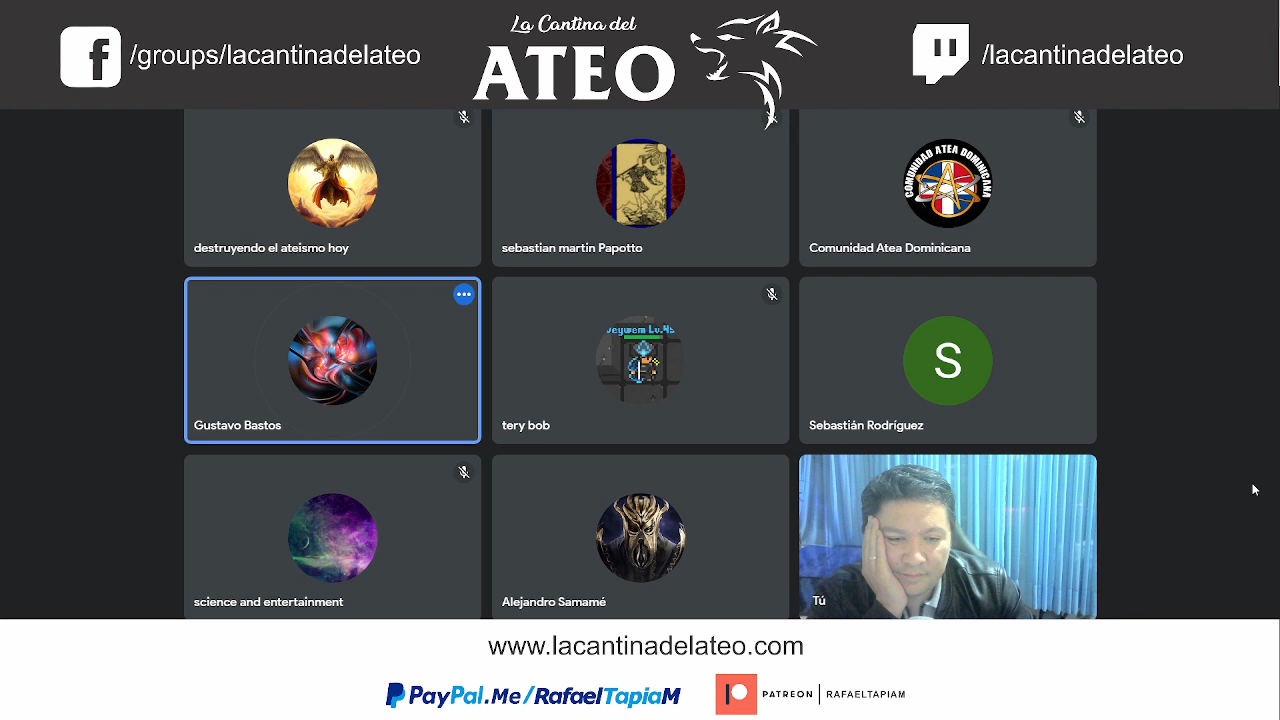 /groups/lacantinadelateo
La Cantina del
ATEO
/lacantinadelateo
destruyendo el ateismo hoy
sebastian martin Papotto
COMUNIDAD ATEA DOMINICANA
Comunidad Atea Dominicana
Gustavo Bastos
Lv.45
tery bob
S
Sebastián Rodríguez
science and entertainment
Alejandro Samamé
Tú
www.lacantinadelateo.com
PayPal.Me/RafaelTapiaM
PATREON | RAFAELTAPIAM